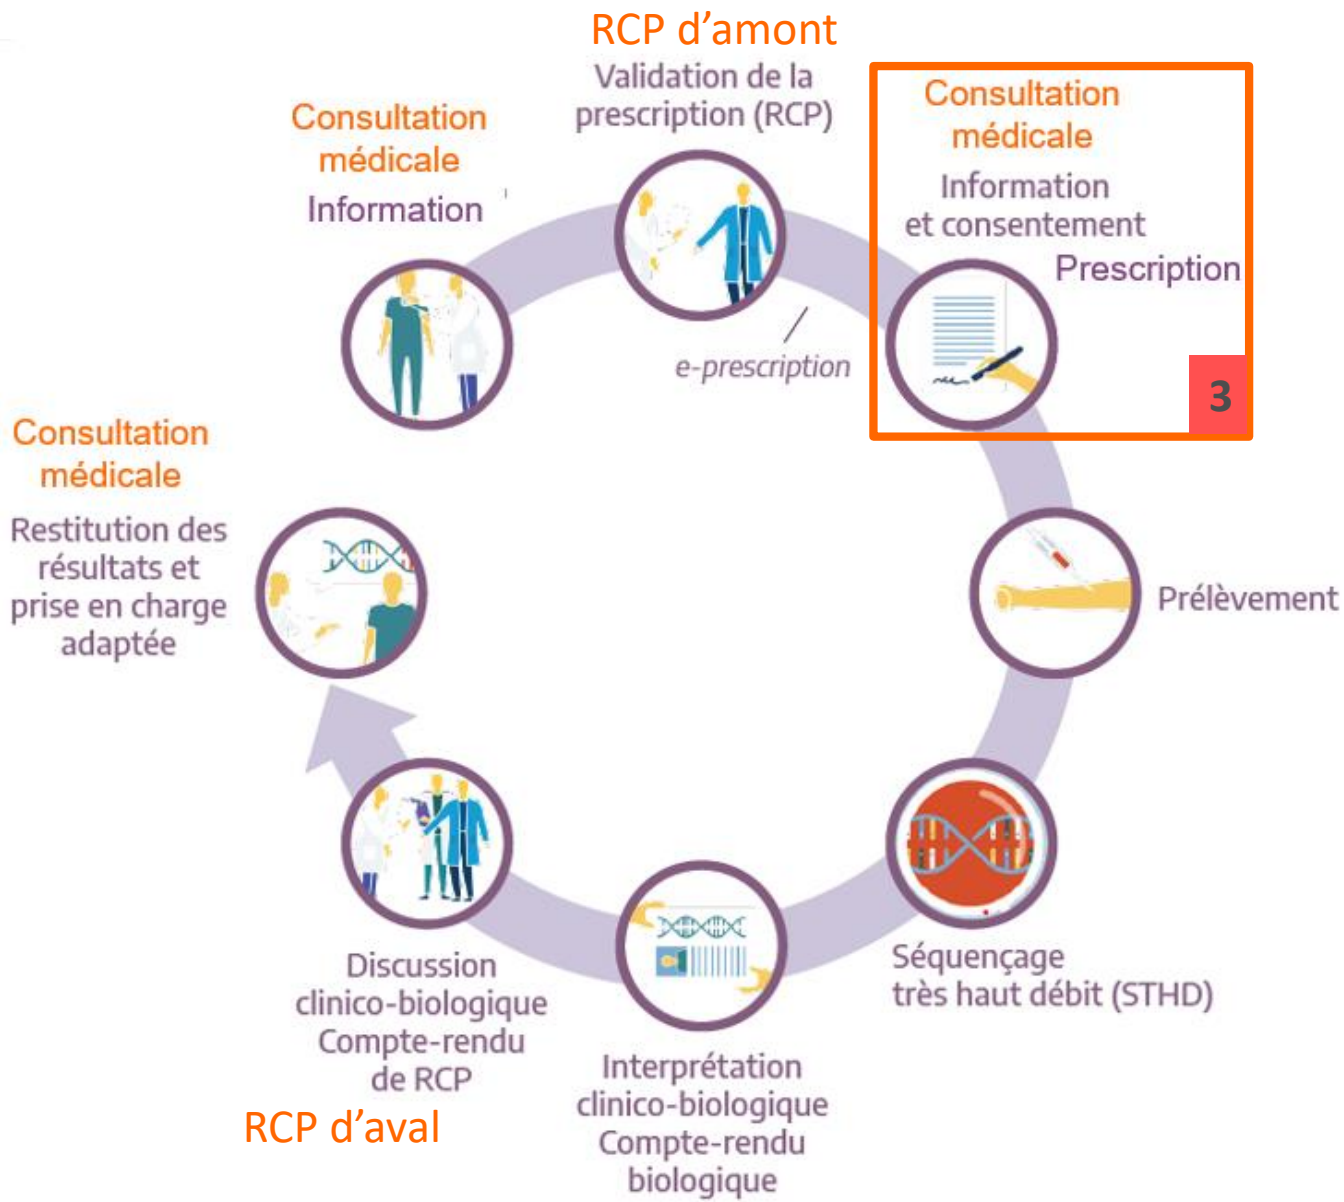 RCP d’amont
Validation de la
prescription (RCP)
Consultation
médicale
Information
Consultation
médicale
Information
et consentement
Prescription
3
e-prescription
Prélèvement
Séquençage
très haut débit (STHD)
Interprétation
clinico-biologique
Compte-rendu
biologique
Discussion
clinico-biologique
Compte-rendu
de RCP
RCP d’aval
Consultation
médicale
Restitution des
résultats et
prise en charge
adaptée